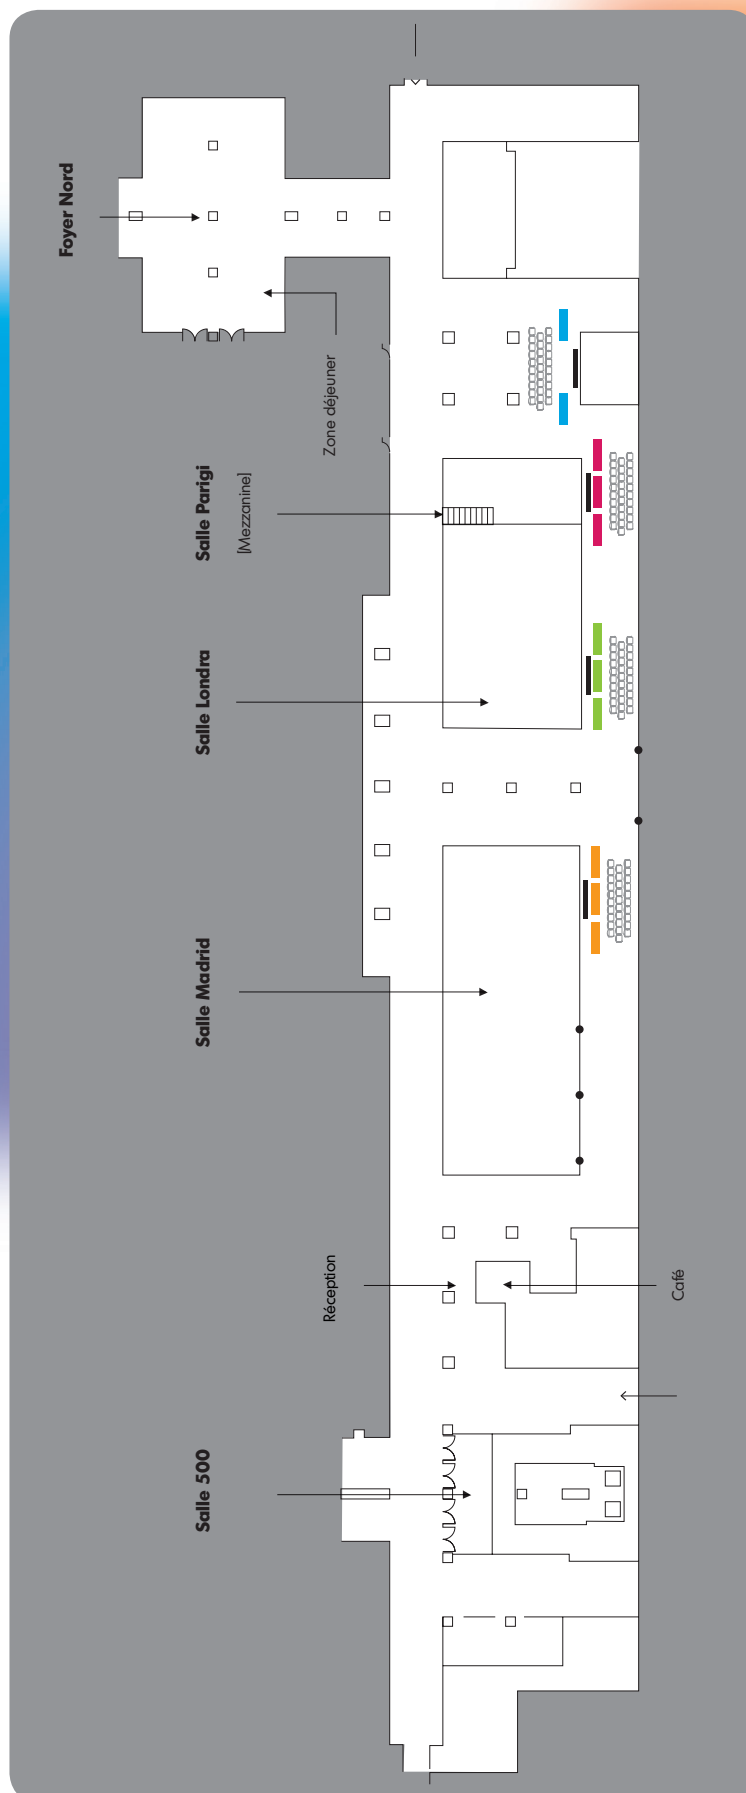 Foyer Nord
Zone déjeuner
Salle Parigi
[Mezzanine]
Salle Londra
Salle Madrid
Réception
Café
Salle 500